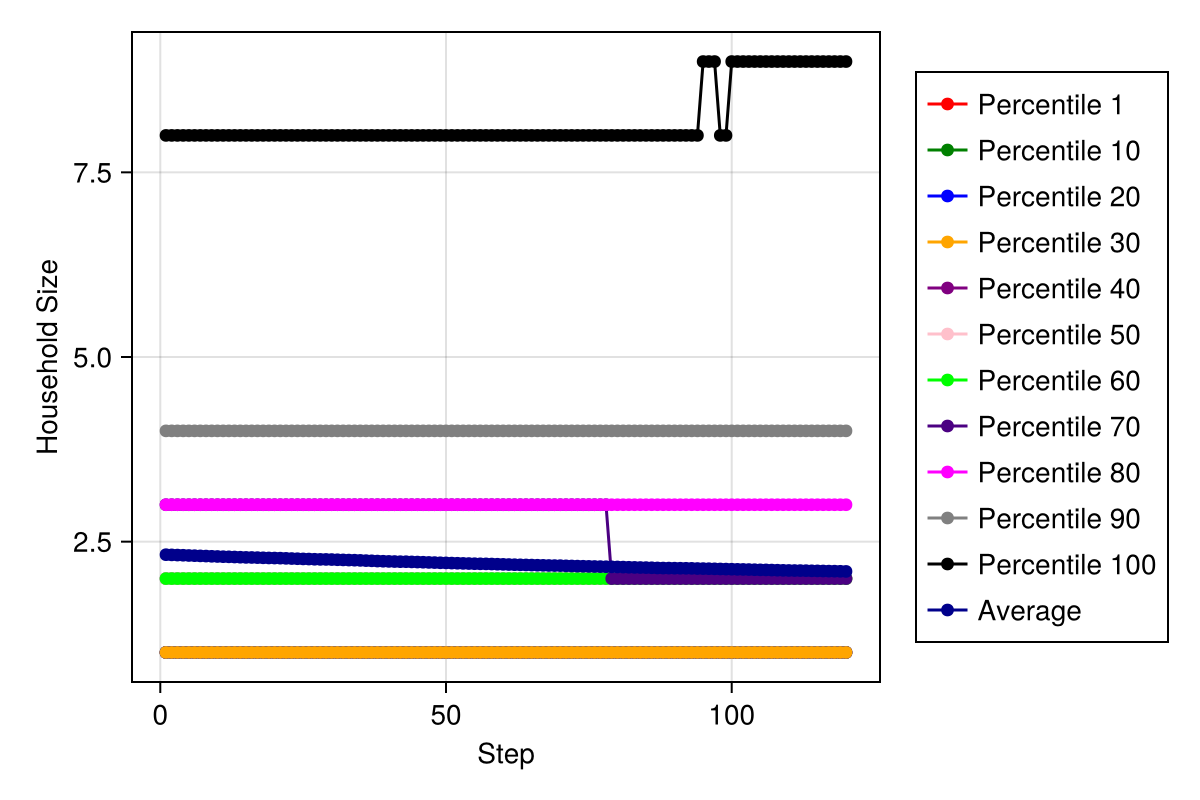 Household Size
7.5
5.0
2.5
0
50
100
Step
Percentile 1
Percentile 10
Percentile 20
Percentile 30
Percentile 40
Percentile 50
Percentile 60
Percentile 70
Percentile 80
Percentile 90
Percentile 100
Average